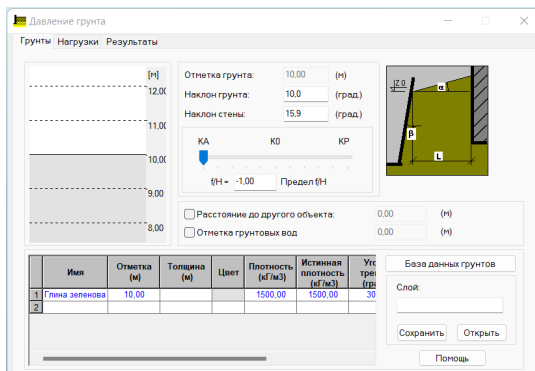 Давление грунта
Грунты Нагрузки Результаты
[м]
12,00
11,00
10,00
9,00
8,00
Отметка грунта: 10,00 (м)
Наклон грунта: 10,0 (град.)
Наклон стены: 15,9 (град.)
KA K0 KP
f/H = -1,00 Предел f/H
Z 0
α
β
L
Расстояние до другого объекта: 0,00 (м)
Отметка грунтовых вод 0,00 (м)
Имя Отметка (м) Толщина (м) Цвет Плотность (кГ/м3) Истинная плотность (кГ/м3)
1 Глина зеленова 10,00 1500,00 1500,00 30
2
База данных грунтов
Слой:
Сохранить Открыть
Помощь